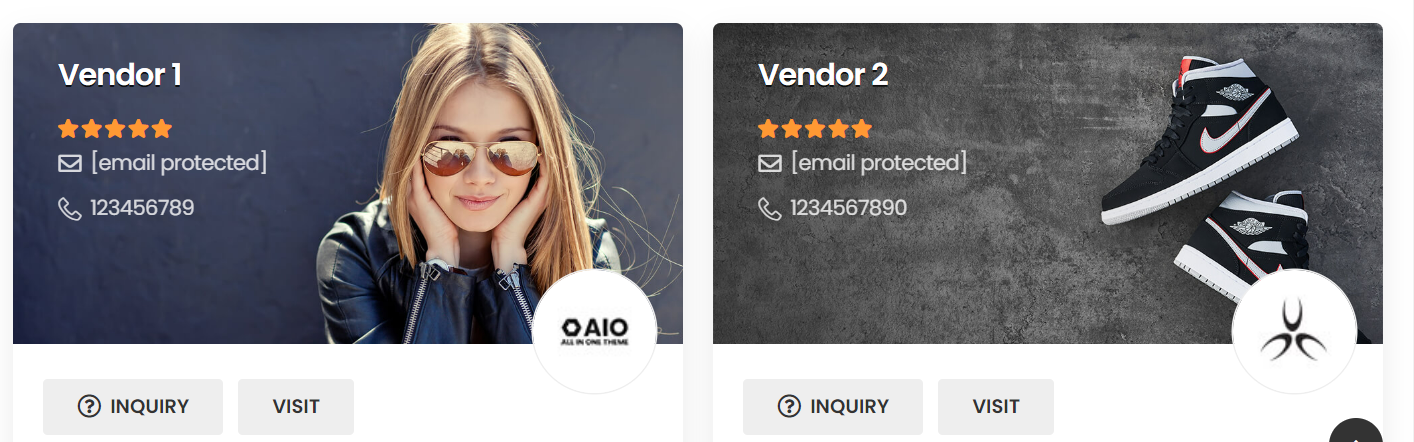 Vendor 1
[email protected]
123456789
AIO
ALL IN ONE THEME
INQUIRY
VISIT
Vendor 2
[email protected]
1234567890
INQUIRY
VISIT